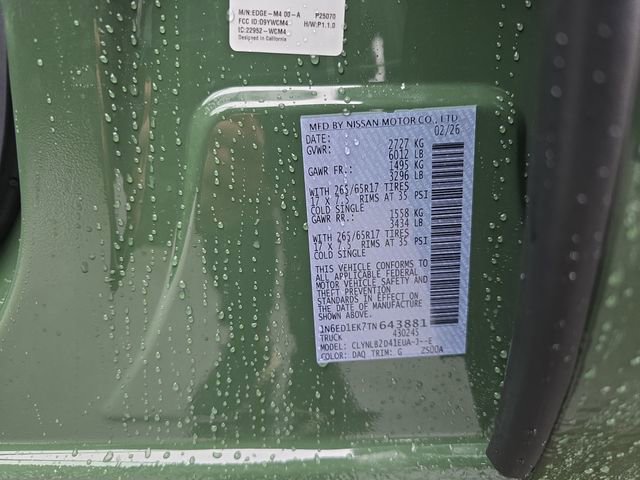 M/N:EDGE-M4 00-A P25070
FCC ID:O9YWCM4 H/W:P1.1.0
IC:22952-WCM4
Designed in California
MFD BY NISSAN MOTOR CO., LTD.
DATE: 02/26
GVWR: 2727 KG
6012 LB
GAWR FR: 1495 KG
3296 LB
WITH 265/65R17 TIRES
17 X 7.5 RIMS AT 35 PSI
COLD SINGLE
GAWR RR: 1558 KG
3434 LB
WITH 265/65R17 TIRES
17 X 7.5 RIMS AT 35 PSI
COLD SINGLE
THIS VEHICLE CONFORMS TO
ALL APPLICABLE FEDERAL
MOTOR VEHICLE SAFETY AND
THEFT PREVENTION
STANDARDS IN EFFECT ON
THE DATE OF MANUFACTURE
SHOWN ABOVE
1N6ED1EK7TN643881
TRUCK 430245
MODEL: CLYNLBZD41EUA-J--E
COLOR: DAQ TRIM: G ZS00A